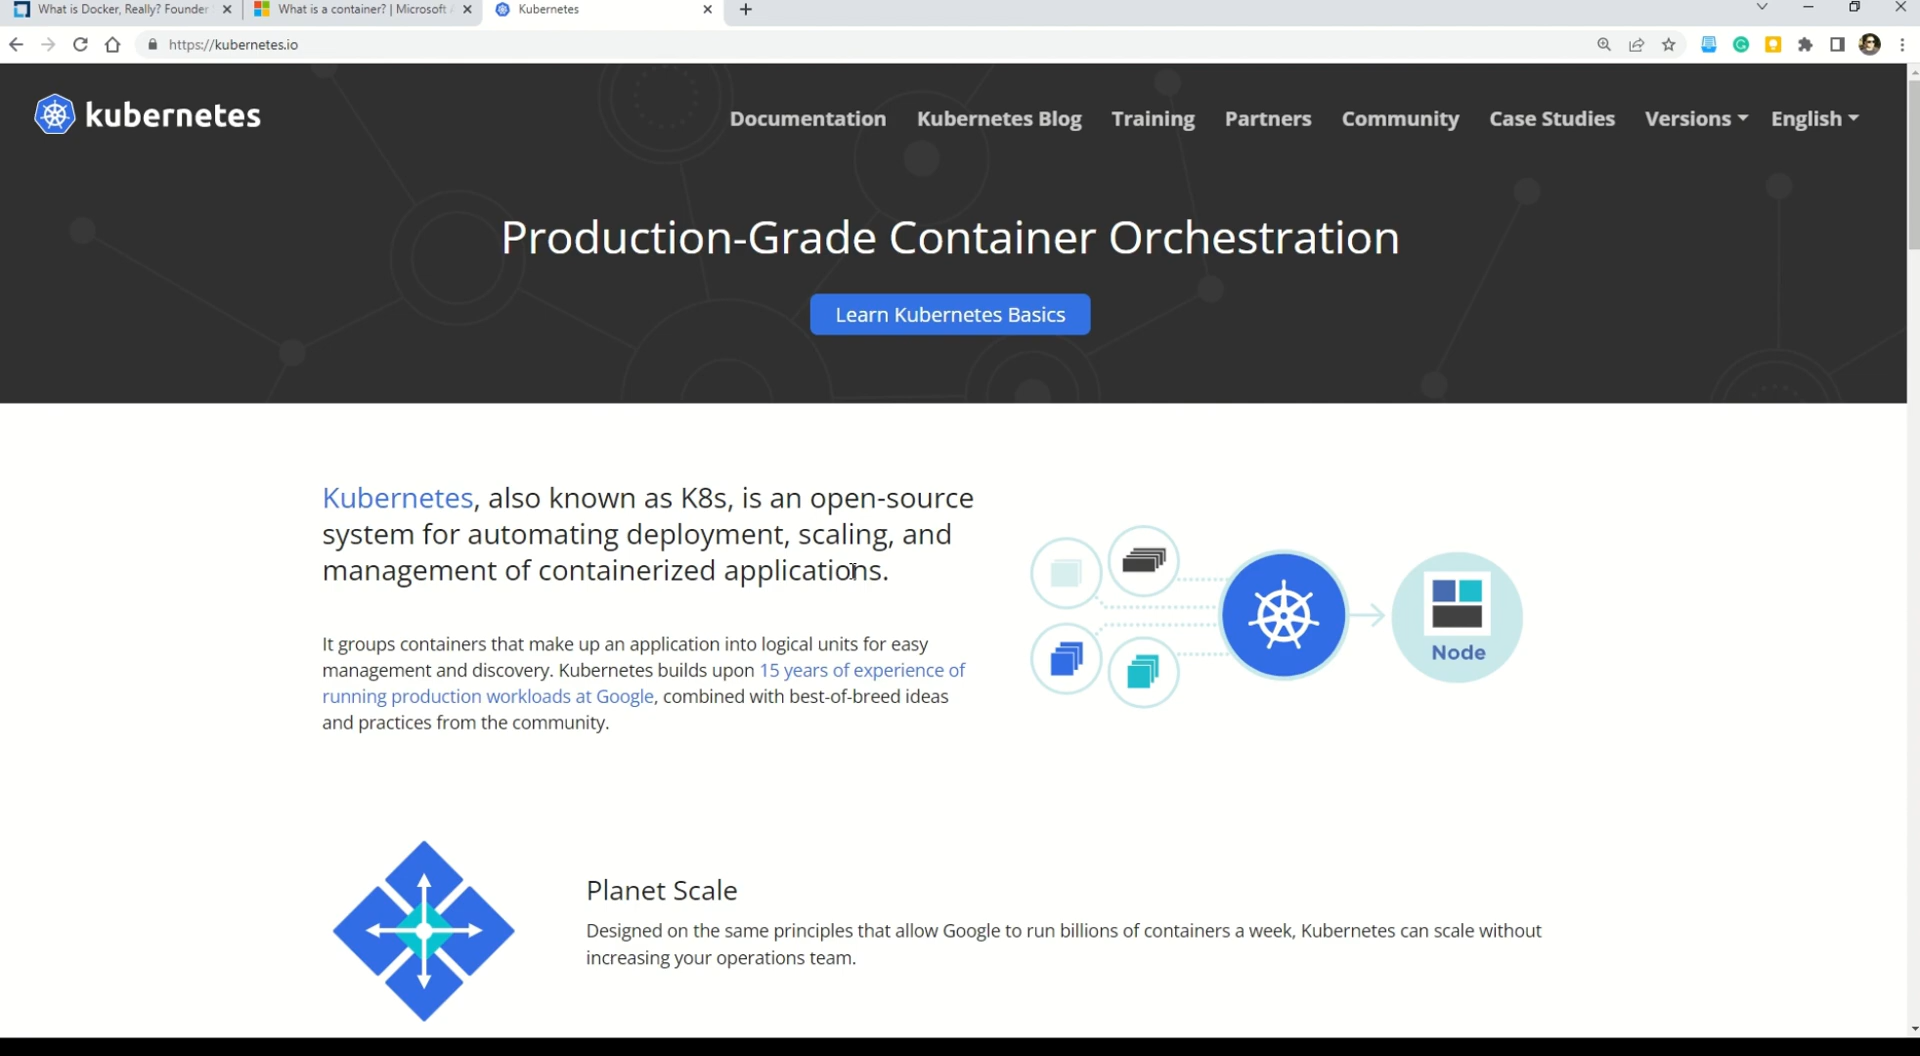 What is Docker, Really? Founder
What is a container? | Microsoft
Kubernetes
https://kubernetes.io
kubernetes
Documentation
Kubernetes Blog
Training
Partners
Community
Case Studies
Versions
English
Production-Grade Container Orchestration
Learn Kubernetes Basics
Kubernetes, also known as K8s, is an open-source
system for automating deployment, scaling, and
management of containerized applications.
It groups containers that make up an application into logical units for easy
management and discovery. Kubernetes builds upon 15 years of experience of
running production workloads at Google, combined with best-of-breed ideas
and practices from the community.
Node
Planet Scale
Designed on the same principles that allow Google to run billions of containers a week, Kubernetes can scale without
increasing your operations team.